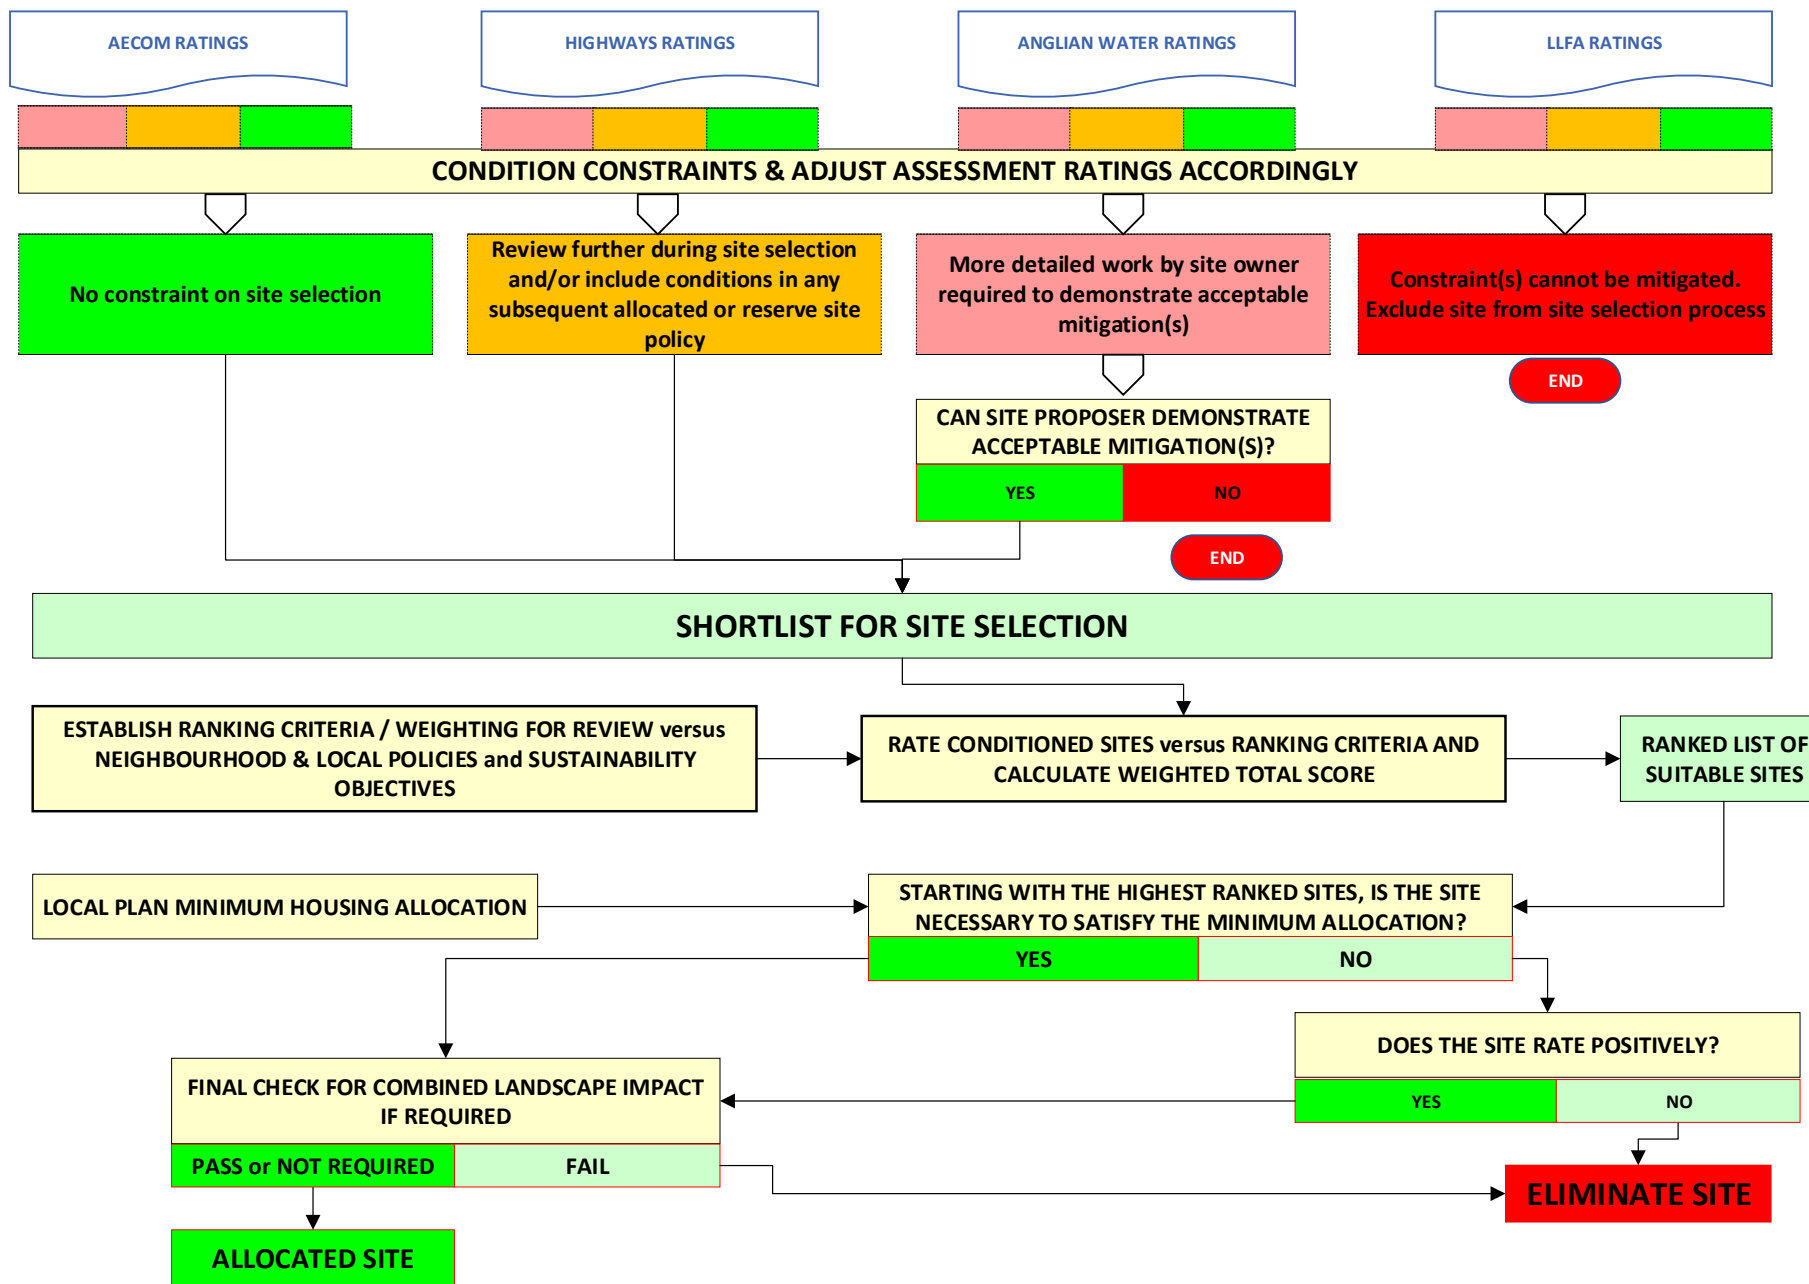 AECOM RATINGS
HIGHWAYS RATINGS
ANGLIAN WATER RATINGS
LLFA RATINGS
CONDITION CONSTRAINTS & ADJUST ASSESSMENT RATINGS ACCORDINGLY
No constraint on site selection
Review further during site selection
and/or include conditions in any
subsequent allocated or reserve site
policy
More detailed work by site owner
required to demonstrate acceptable
mitigation(s)
Constraint(s) cannot be mitigated.
Exclude site from site selection process
END
CAN SITE PROPOSER DEMONSTRATE
ACCEPTABLE MITIGATION(S)?
YES
NO
END
SHORTLIST FOR SITE SELECTION
ESTABLISH RANKING CRITERIA / WEIGHTING FOR REVIEW versus
NEIGHBOURHOOD & LOCAL POLICIES and SUSTAINABILITY
OBJECTIVES
RATE CONDITIONED SITES versus RANKING CRITERIA AND
CALCULATE WEIGHTED TOTAL SCORE
RANKED LIST OF
SUITABLE SITES
LOCAL PLAN MINIMUM HOUSING ALLOCATION
STARTING WITH THE HIGHEST RANKED SITES, IS THE SITE
NECESSARY TO SATISFY THE MINIMUM ALLOCATION?
YES
NO
DOES THE SITE RATE POSITIVELY?
YES
NO
FINAL CHECK FOR COMBINED LANDSCAPE IMPACT
IF REQUIRED
PASS or NOT REQUIRED
FAIL
ELIMINATE SITE
ALLOCATED SITE